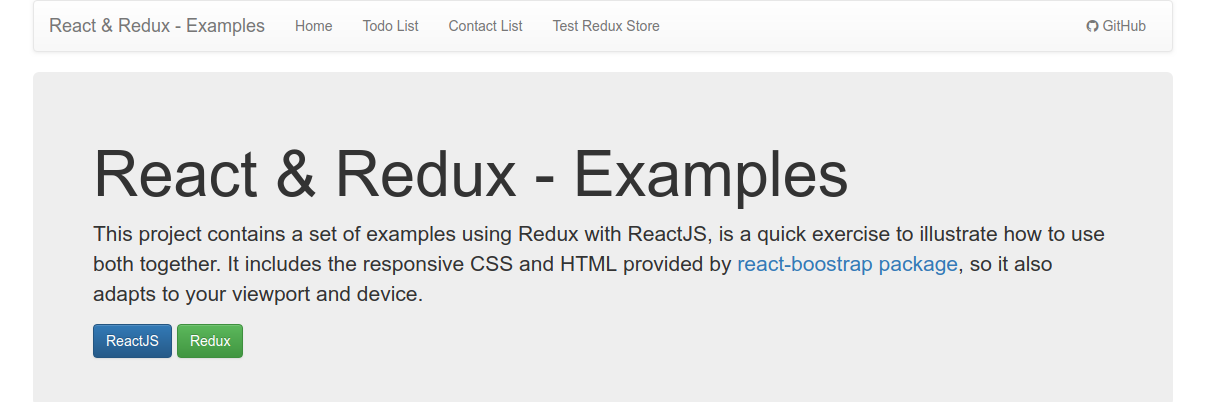 React & Redux - Examples Home Todo List Contact List Test Redux Store GitHub
React & Redux - Examples
This project contains a set of examples using Redux with ReactJS, is a quick exercise to illustrate how to use
both together. It includes the responsive CSS and HTML provided by react-boostrap package, so it also
adapts to your viewport and device.
ReactJS Redux